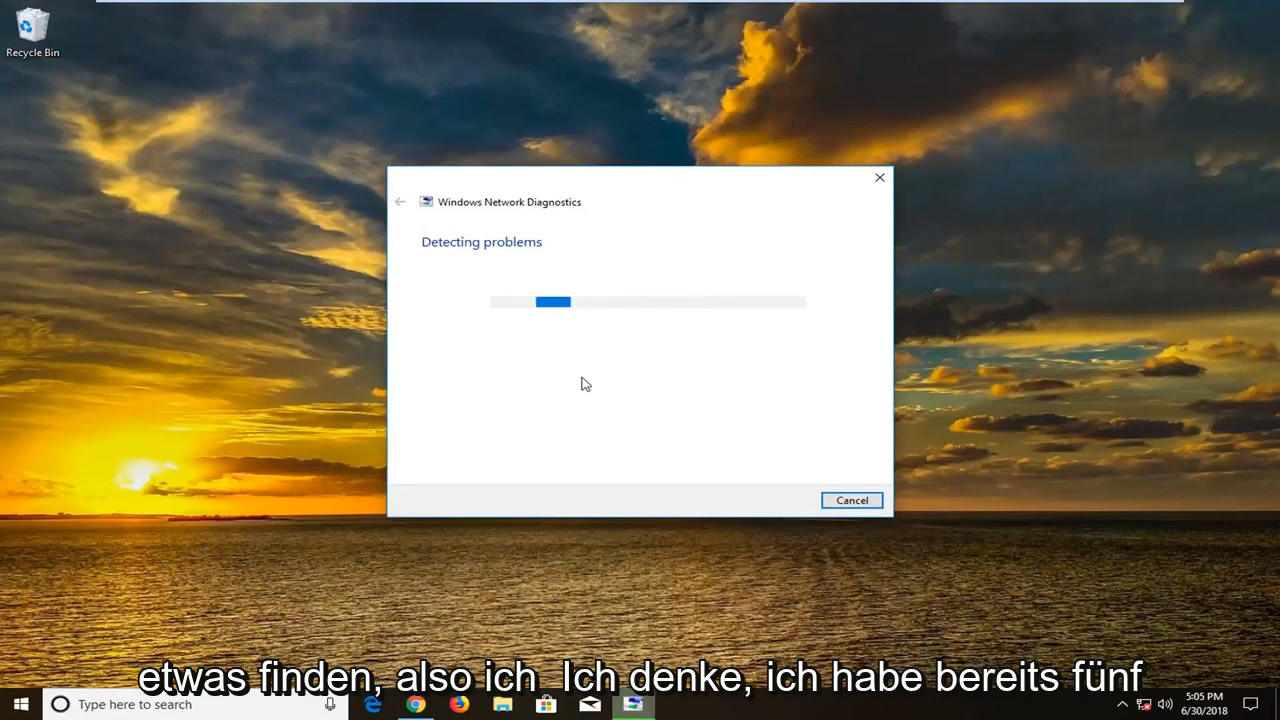 Recycle Bin
Windows Network Diagnostics
Detecting problems
Cancel
etwas finden, also ich  Ich denke, ich habe bereits fünf
Type here to search
5:05 PM
6/30/2018